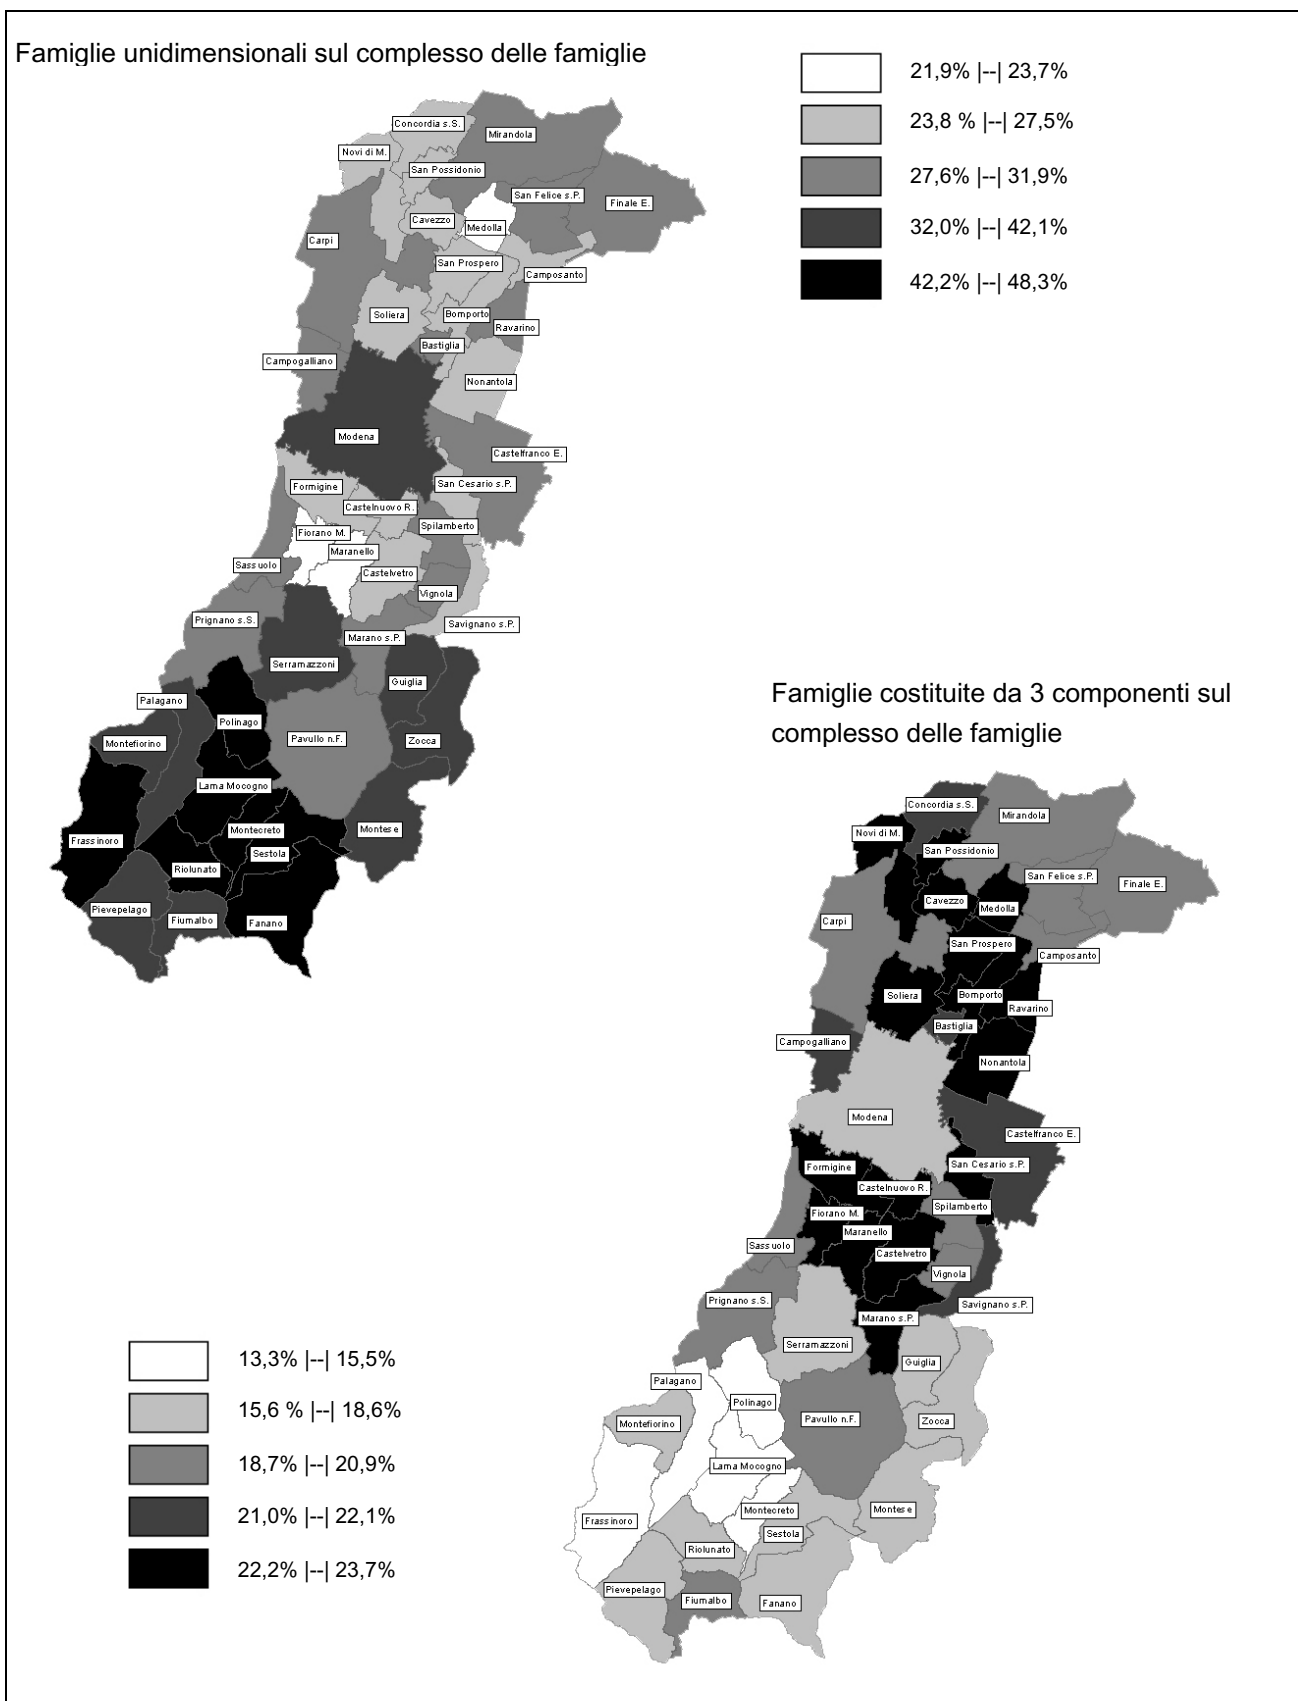 Famiglie unidimensionali sul complesso delle famiglie
21,9% |--| 23,7%
23,8 % |--| 27,5%
27,6% |--| 31,9%
32,0% |--| 42,1%
42,2% |--| 48,3%
Concordia s.S.
Mirandola
Novi di M.
San Possidonio
San Felice s.P.
Finale E.
Cavezzo
Medolla
Carpi
San Prospero
Camposanto
Soliera
Bomporto
Ravarino
Bastiglia
Campogalliano
Nonantola
Modena
Castelfranco E.
Formigine
San Cesario s.P.
Castelnuovo R.
Spilamberto
Fiorano M.
Maranello
Sassuolo
Castelvetro
Vignola
Prignano s.S.
Savignano s.P.
Marano s.P.
Serramazzoni
Guiglia
Palagano
Polinago
Montefiorino
Pavullo n.F.
Zocca
Lama Mocogno
Montecreto
Montese
Frassinoro
Sestola
Riolunato
Pievepelago
Fiumalbo
Fanano
Famiglie costituite da 3 componenti sul
complesso delle famiglie
Concordia s.S.
Mirandola
Novi di M.
San Possidonio
San Felice s.P.
Finale E.
Cavezzo
Medolla
Carpi
San Prospero
Camposanto
Soliera
Bomporto
Ravarino
Bastiglia
Campogalliano
Nonantola
Modena
Castelfranco E.
Formigine
San Cesario s.P.
Castelnuovo R.
Spilamberto
Fiorano M.
Maranello
Sassuolo
Castelvetro
Vignola
Prignano s.S.
Savignano s.P.
Marano s.P.
Serramazzoni
Guiglia
Palagano
Polinago
Montefiorino
Pavullo n.F.
Zocca
Lama Mocogno
Montecreto
Montese
Frassinoro
Sestola
Riolunato
Pievepelago
Fiumalbo
Fanano
13,3% |--| 15,5%
15,6 % |--| 18,6%
18,7% |--| 20,9%
21,0% |--| 22,1%
22,2% |--| 23,7%